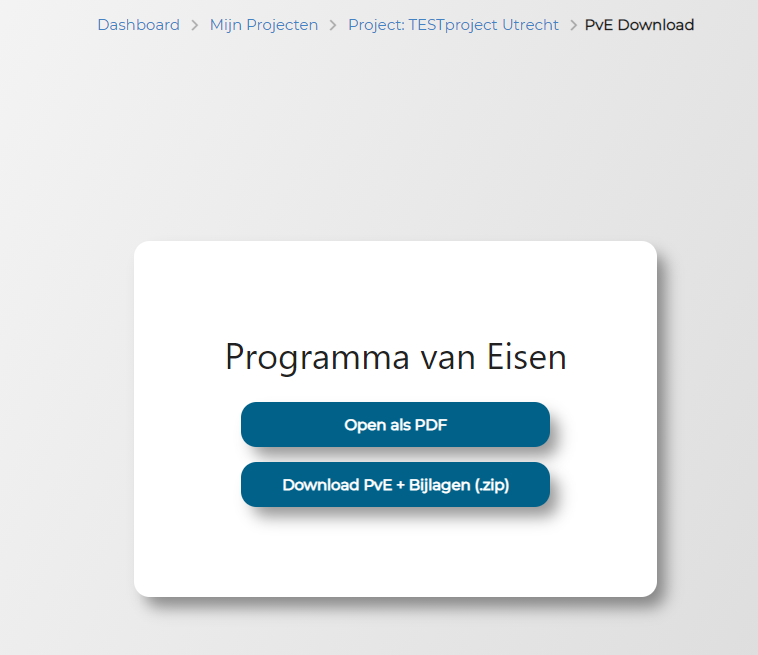 Dashboard > Mijn Projecten > Project: TESTproject Utrecht > PvE Download
Programma van Eisen
Open als PDF
Download PvE + Bijlagen (.zip)